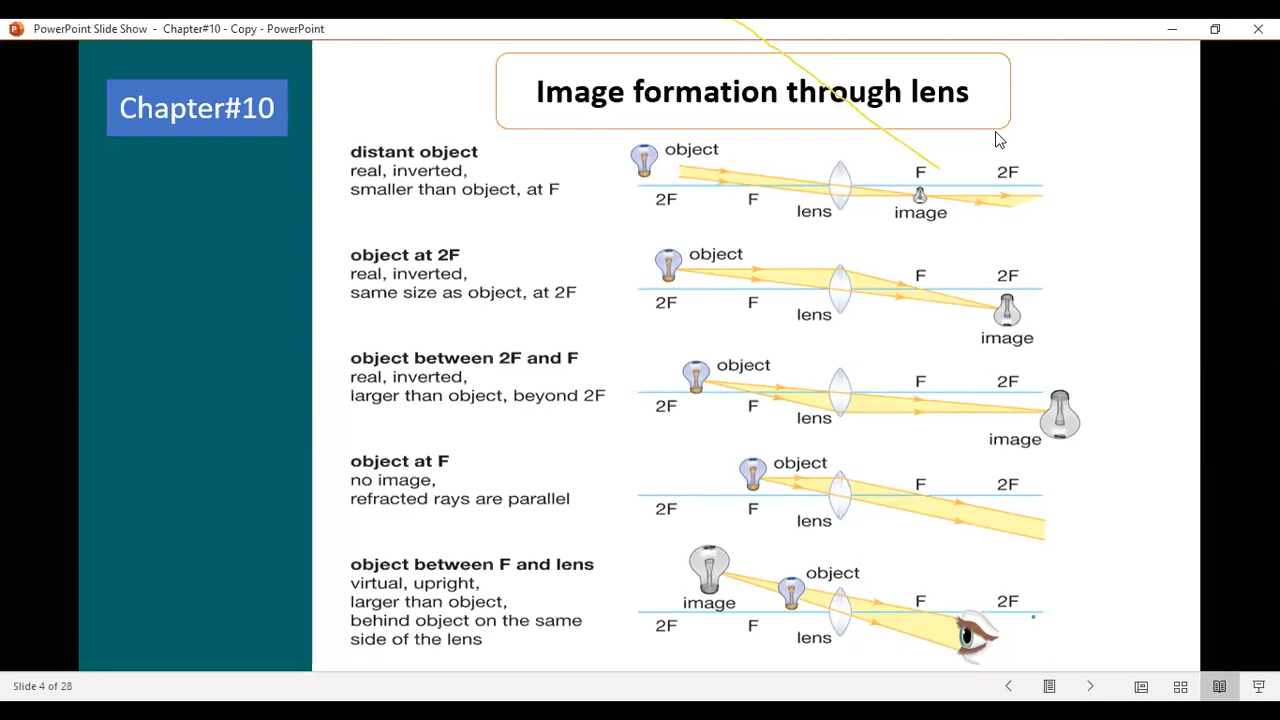 PowerPoint Slide Show - Chapter#10 - Copy - PowerPoint
Chapter#10
Image formation through lens
distant object
real, inverted,
smaller than object, at F
object
F
2F
2F
F
lens
image
object at 2F
real, inverted,
same size as object, at 2F
object
F
2F
2F
F
lens
image
object between 2F and F
real, inverted,
larger than object, beyond 2F
object
F
2F
2F
F
lens
image
object at F
no image,
refracted rays are parallel
object
F
2F
2F
F
lens
object between F and lens
virtual, upright,
larger than object,
behind object on the same
side of the lens
object
image
F
2F
2F
F
lens
Slide 4 of 28